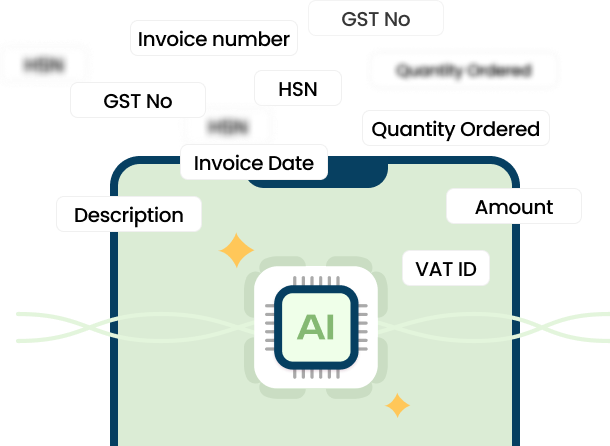 GST No
Invoice number
HSN
Quantity Ordered
HSN
GST No
HSN
Quantity Ordered
Invoice Date
Description
Amount
VAT ID
AI